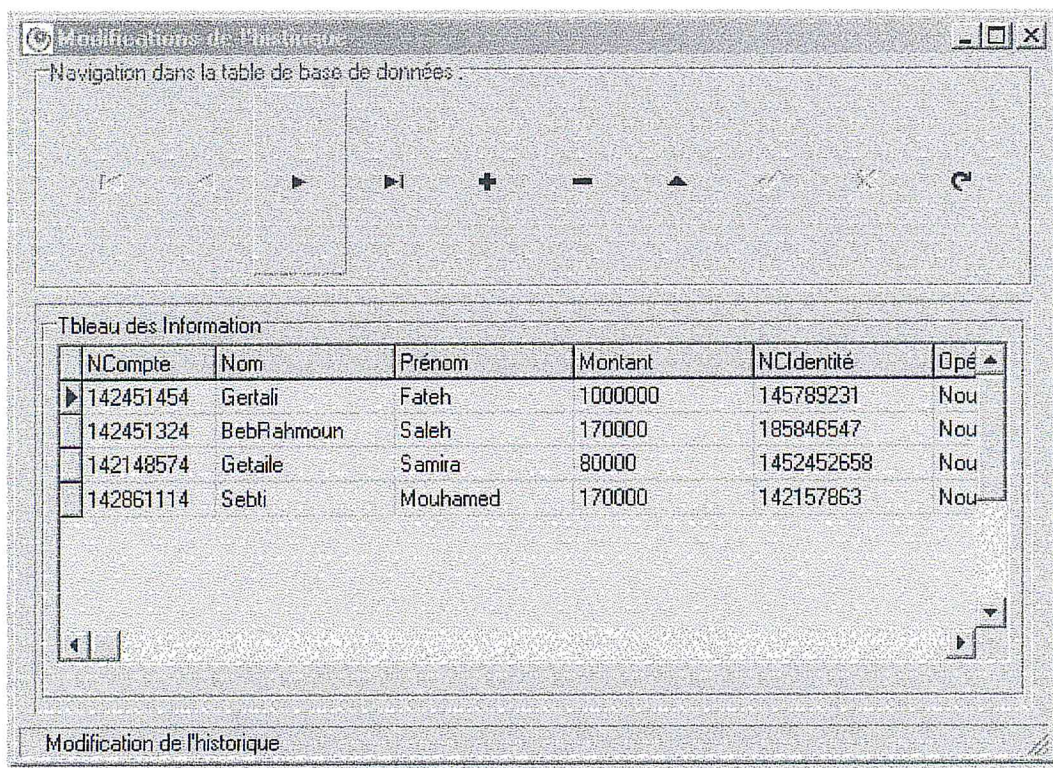 Modifications de l'historique
Navigation dans la table de base de données :
Tbleau des Information
NCompte Nom Prénom Montant NCIdentité Opé
142451454 Gertali Fateh 1000000 145789231 Nou
142451324 BebRahmoun Saleh 170000 185846547 Nou
142148574 Getaile Samira 80000 1452452658 Nou
142861114 Sebti Mouhamed 170000 142157863 Nou
Modification de l'historique